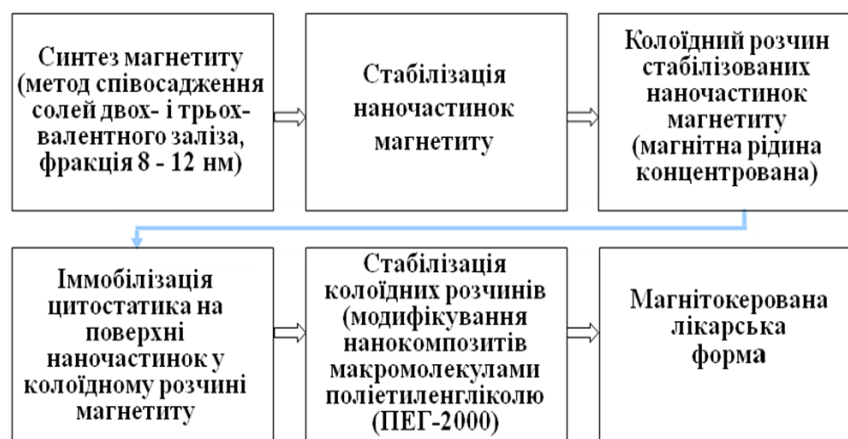 Синтез магнетиту
(метод співосадження
солей двох- і трьох-
валентного заліза,
фракція 8 - 12 нм)
Стабілізація
наночастинок
магнетиту
Колоїдний розчин
стабілізованих
наночастинок
магнетиту
(магнітна рідина
концентрована)
Іммобілізація
цитостатика на
поверхні
наночастинок у
колоїдному розчині
магнетиту
Стабілізація
колоїдних розчинів
(модифікування
нанокомпозитів
макромолекулами
поліетиленгліколю
(ПЕГ-2000)
Магнітокерована
лікарська
форма